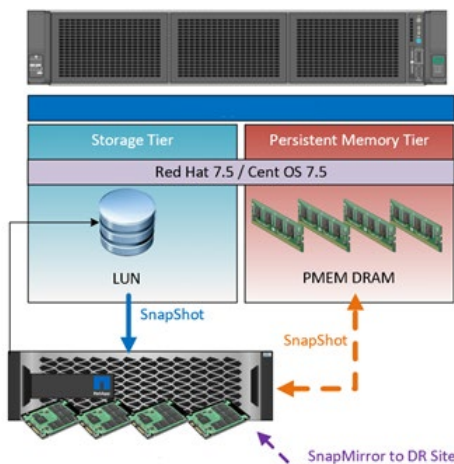 Storage Tier
Persistent Memory Tier
Red Hat 7.5 / Cent OS 7.5
LUN
PMEM DRAM
SnapShot
SnapShot
NetApp
SnapMirror to DR Site